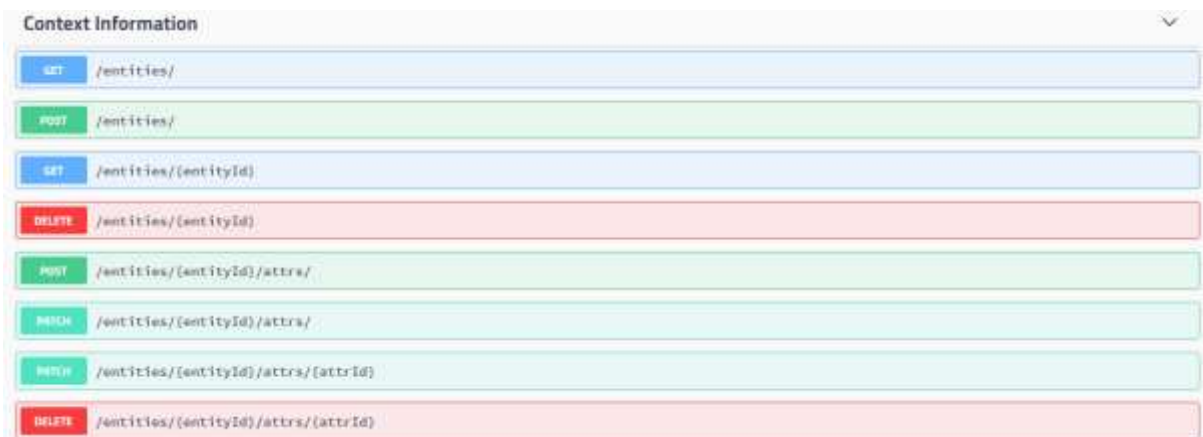 Context Information
GET /entities/
POST /entities/
GET /entities/{entityId}
DELETE /entities/{entityId}
POST /entities/{entityId}/attrs/
PATCH /entities/{entityId}/attrs/
PATCH /entities/{entityId}/attrs/{attrId}
DELETE /entities/{entityId}/attrs/{attrId}